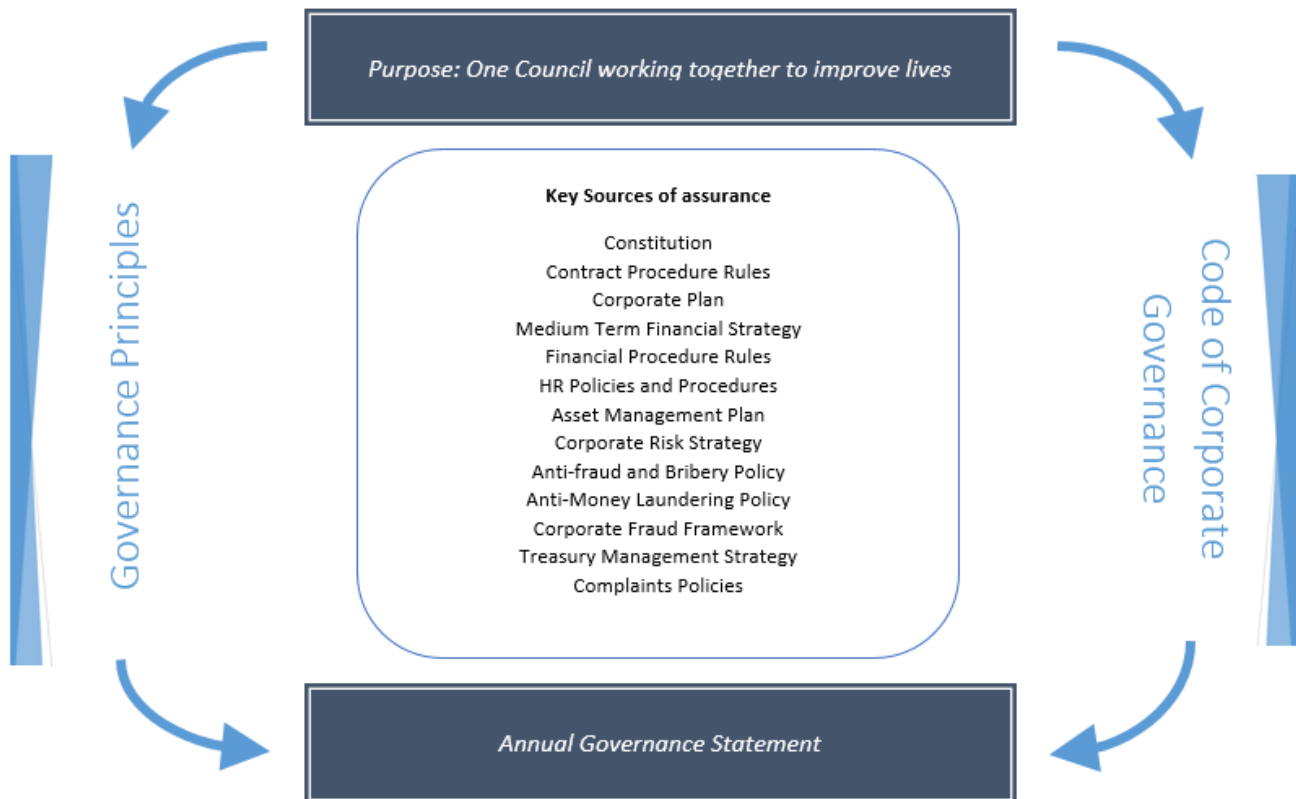 Purpose: One Council working together to improve lives
Governance Principles
Key Sources of assurance
Constitution
Contract Procedure Rules
Corporate Plan
Medium Term Financial Strategy
Financial Procedure Rules
HR Policies and Procedures
Asset Management Plan
Corporate Risk Strategy
Anti-fraud and Bribery Policy
Anti-Money Laundering Policy
Corporate Fraud Framework
Treasury Management Strategy
Complaints Policies
Code of Corporate
Governance
Annual Governance Statement